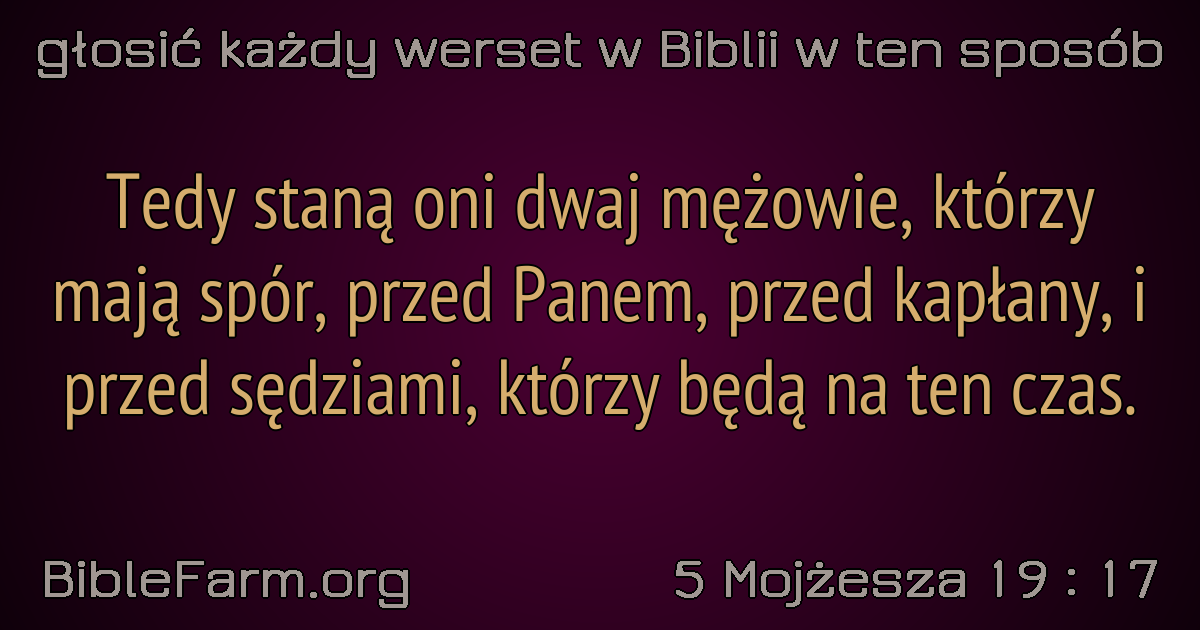 głosić każdy werset w Biblii w ten sposób
Tedy staną oni dwaj mężowie, którzy
mają spór, przed Panem, przed kapłany, i
przed sędziami, którzy będą na ten czas.
BibleFarm.org
5 Mojżesza 19 : 17